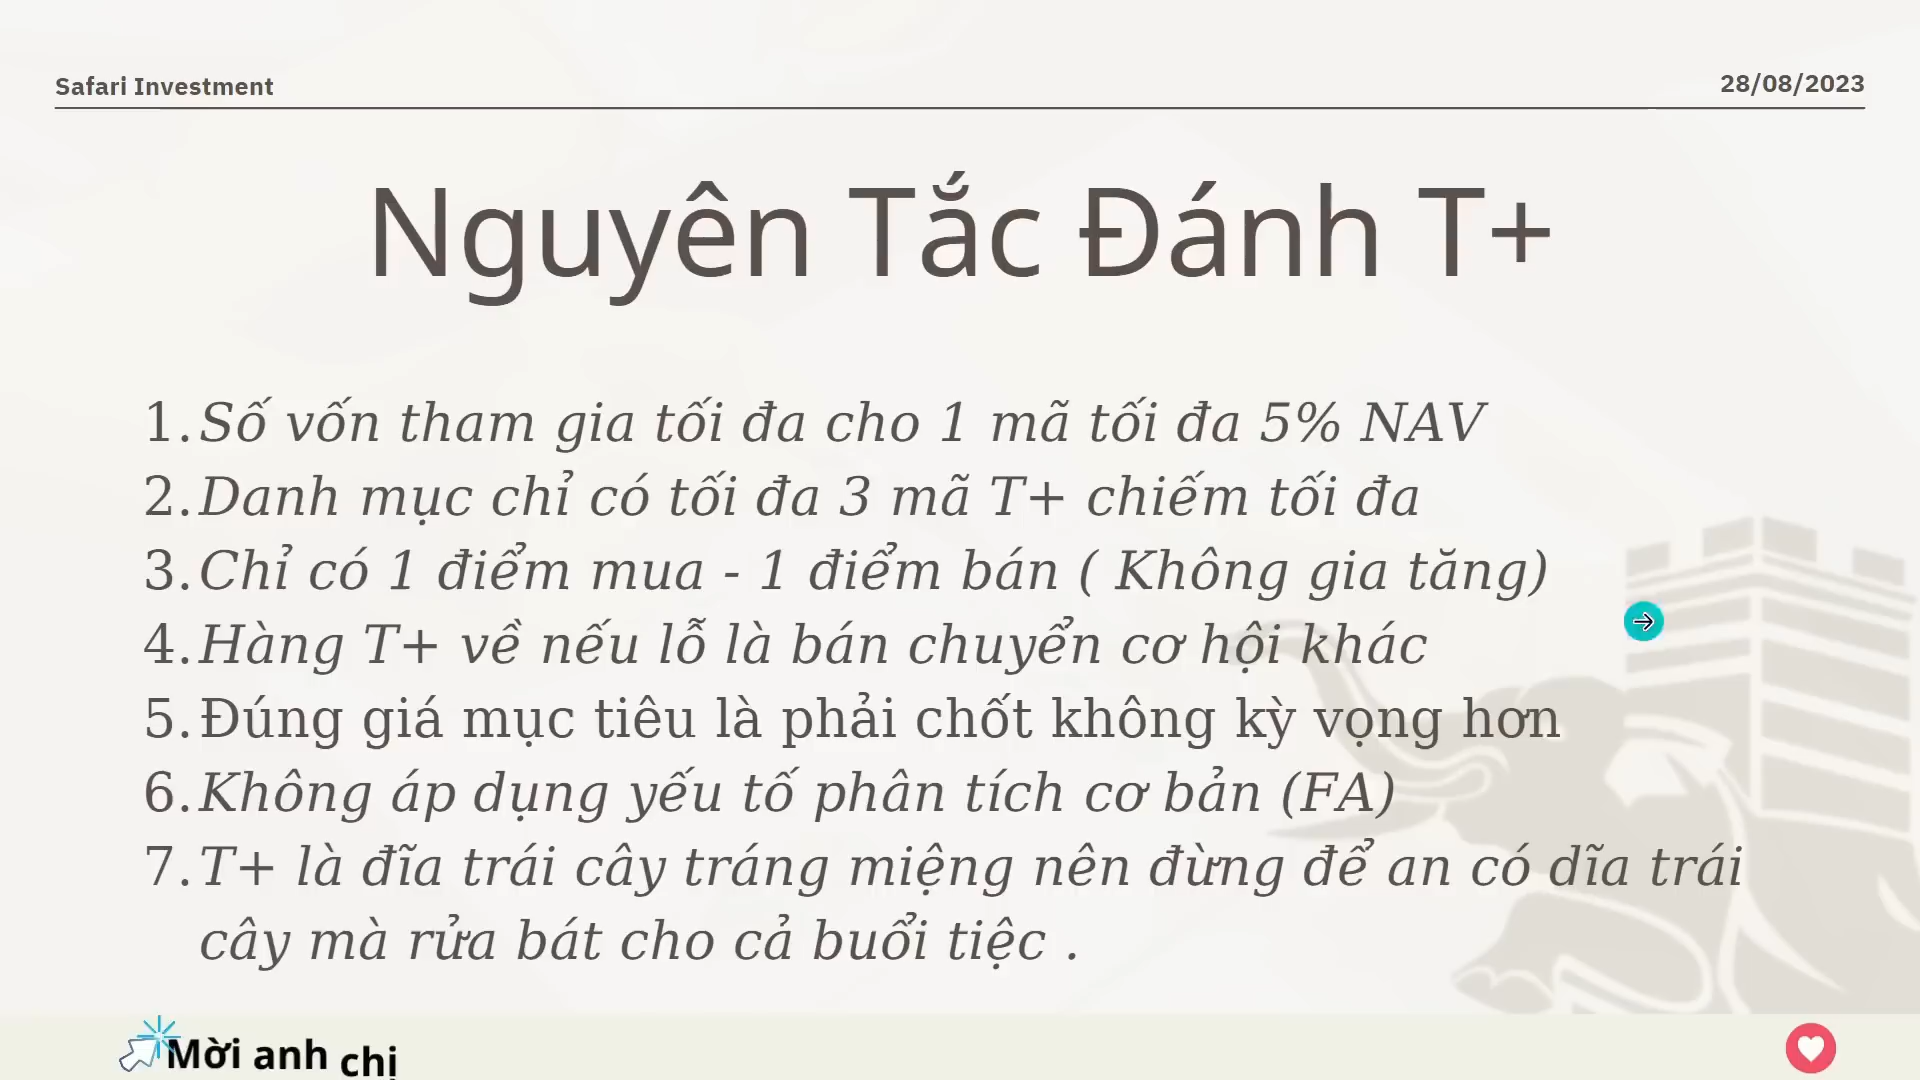 Safari Investment
28/08/2023
Nguyên Tắc Đánh T+
1. Số vốn tham gia tối đa cho 1 mã tối đa 5% NAV
2. Danh mục chỉ có tối đa 3 mã T+ chiếm tối đa
3. Chỉ có 1 điểm mua - 1 điểm bán ( Không gia tăng)
4. Hàng T+ về nếu lỗ là bán chuyển cơ hội khác
5. Đúng giá mục tiêu là phải chốt không kỳ vọng hơn
6. Không áp dụng yếu tố phân tích cơ bản (FA)
7. T+ là đĩa trái cây tráng miệng nên đừng để an có dĩa trái
cây mà rửa bát cho cả buổi tiệc .
Mời anh chị